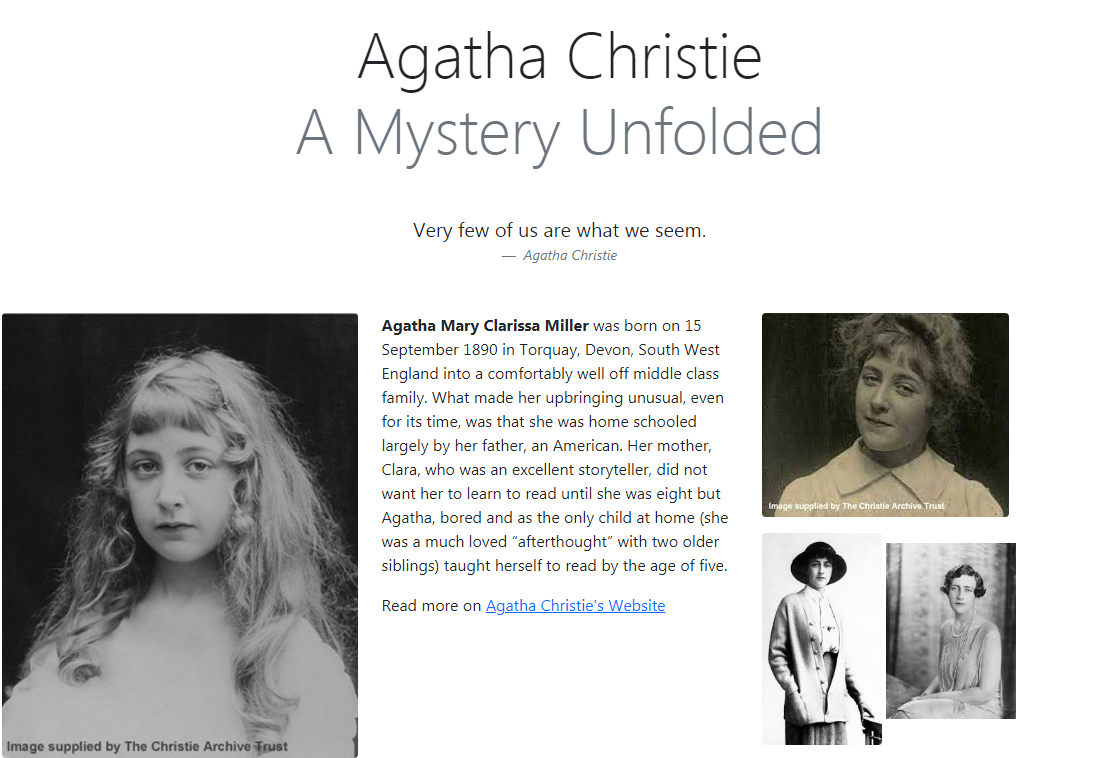 Agatha Christie
A Mystery Unfolded
Very few of us are what we seem.
— Agatha Christie
Agatha Mary Clarissa Miller was born on 15
September 1890 in Torquay, Devon, South West
England into a comfortably well off middle class
family. What made her upbringing unusual, even
for its time, was that she was home schooled
largely by her father, an American. Her mother,
Clara, who was an excellent storyteller, did not
want her to learn to read until she was eight but
Agatha, bored and as the only child at home (she
was a much loved “afterthought” with two older
siblings) taught herself to read by the age of five.
Read more on Agatha Christie's Website
Image supplied by The Christie Archive Trust
Image supplied by The Christie Archive Trust